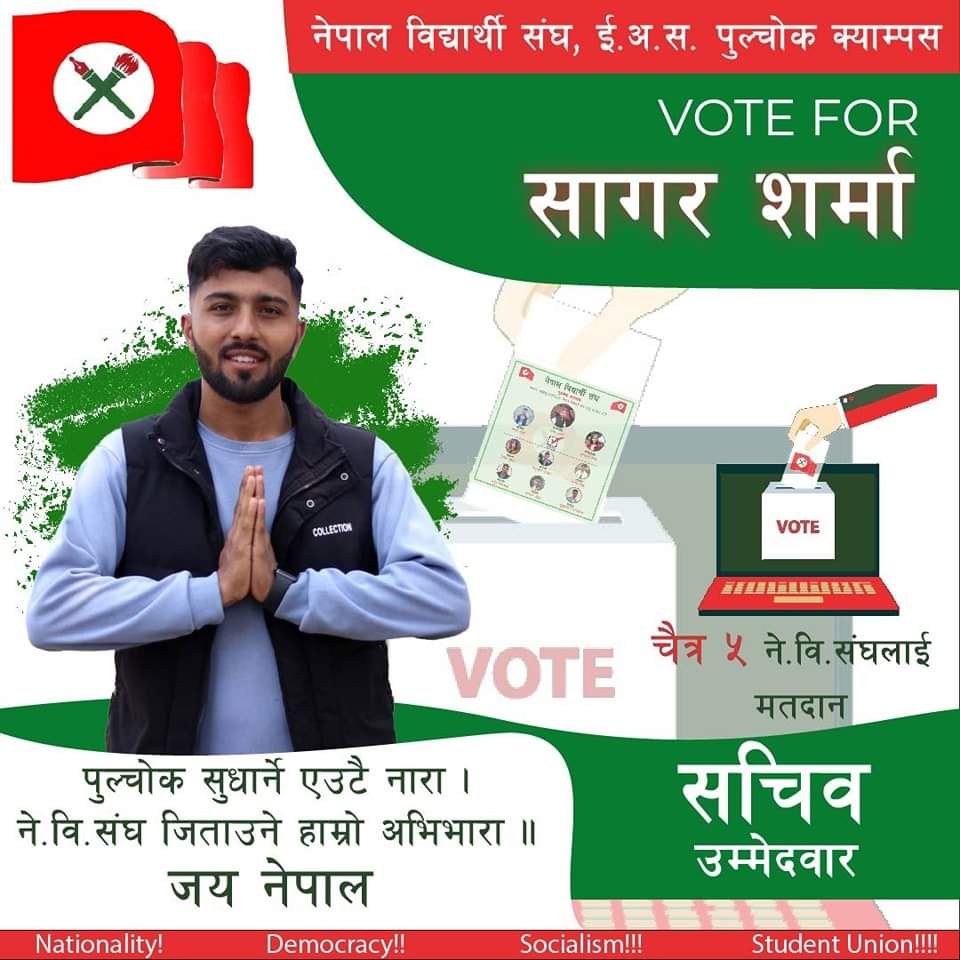 नेपाल विद्यार्थी संघ, ई.अ.स. पुल्चोक क्याम्पस
VOTE FOR
सागर शर्मा
नेपाल विद्यार्थी संघ
VOTE
COLLECTION
VOTE
चैत्र ५ ने.वि.संघलाई
मतदान
पुल्चोक सुधार्ने एउटै नारा ।
ने.वि.संघ जिताउने हाम्रो अभिभारा ॥
जय नेपाल
सचिव
उम्मेदवार
Nationality! Democracy!! Socialism!!! Student Union!!!!